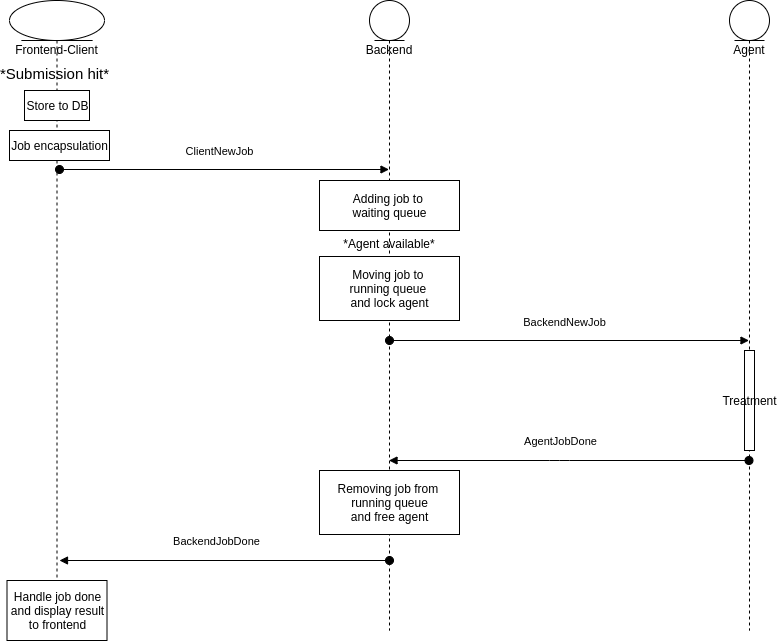 Frontend-Client
Backend
Agent
*Submission hit*
Store to DB
Job encapsulation
ClientNewJob
Adding job to
waiting queue
*Agent available*
Moving job to
running queue
and lock agent
BackendNewJob
Treatment
AgentJobDone
Removing job from
running queue
and free agent
BackendJobDone
Handle job done
and display result
to frontend